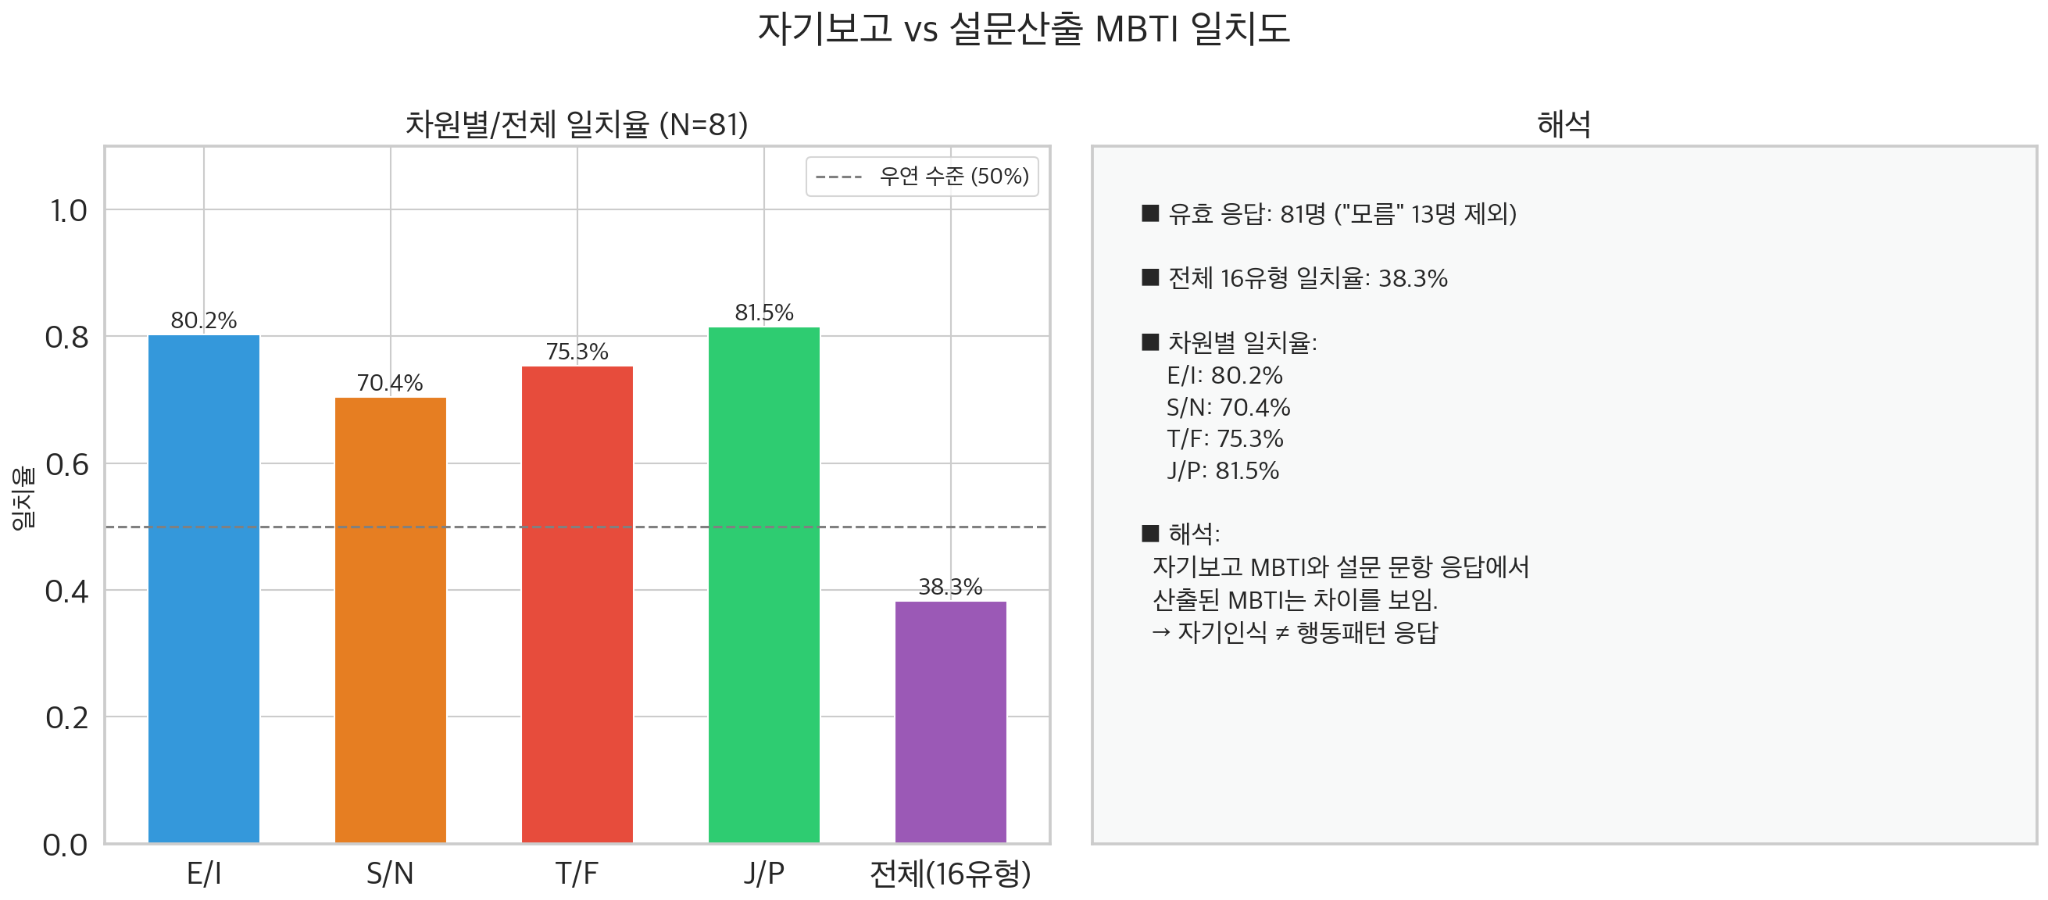 자기보고 vs 설문산출 MBTI 일치도
차원별/전체 일치율 (N=81)
우연 수준 (50%)
일치율
1.0
0.8
0.6
0.4
0.2
0.0
80.2%
70.4%
75.3%
81.5%
38.3%
E/I
S/N
T/F
J/P
전체(16유형)
해석
■ 유효 응답: 81명 ("모름" 13명 제외)
■ 전체 16유형 일치율: 38.3%
■ 차원별 일치율:
E/I: 80.2%
S/N: 70.4%
T/F: 75.3%
J/P: 81.5%
■ 해석:
자기보고 MBTI와 설문 문항 응답에서
산출된 MBTI는 차이를 보임.
→ 자기인식 ≠ 행동패턴 응답